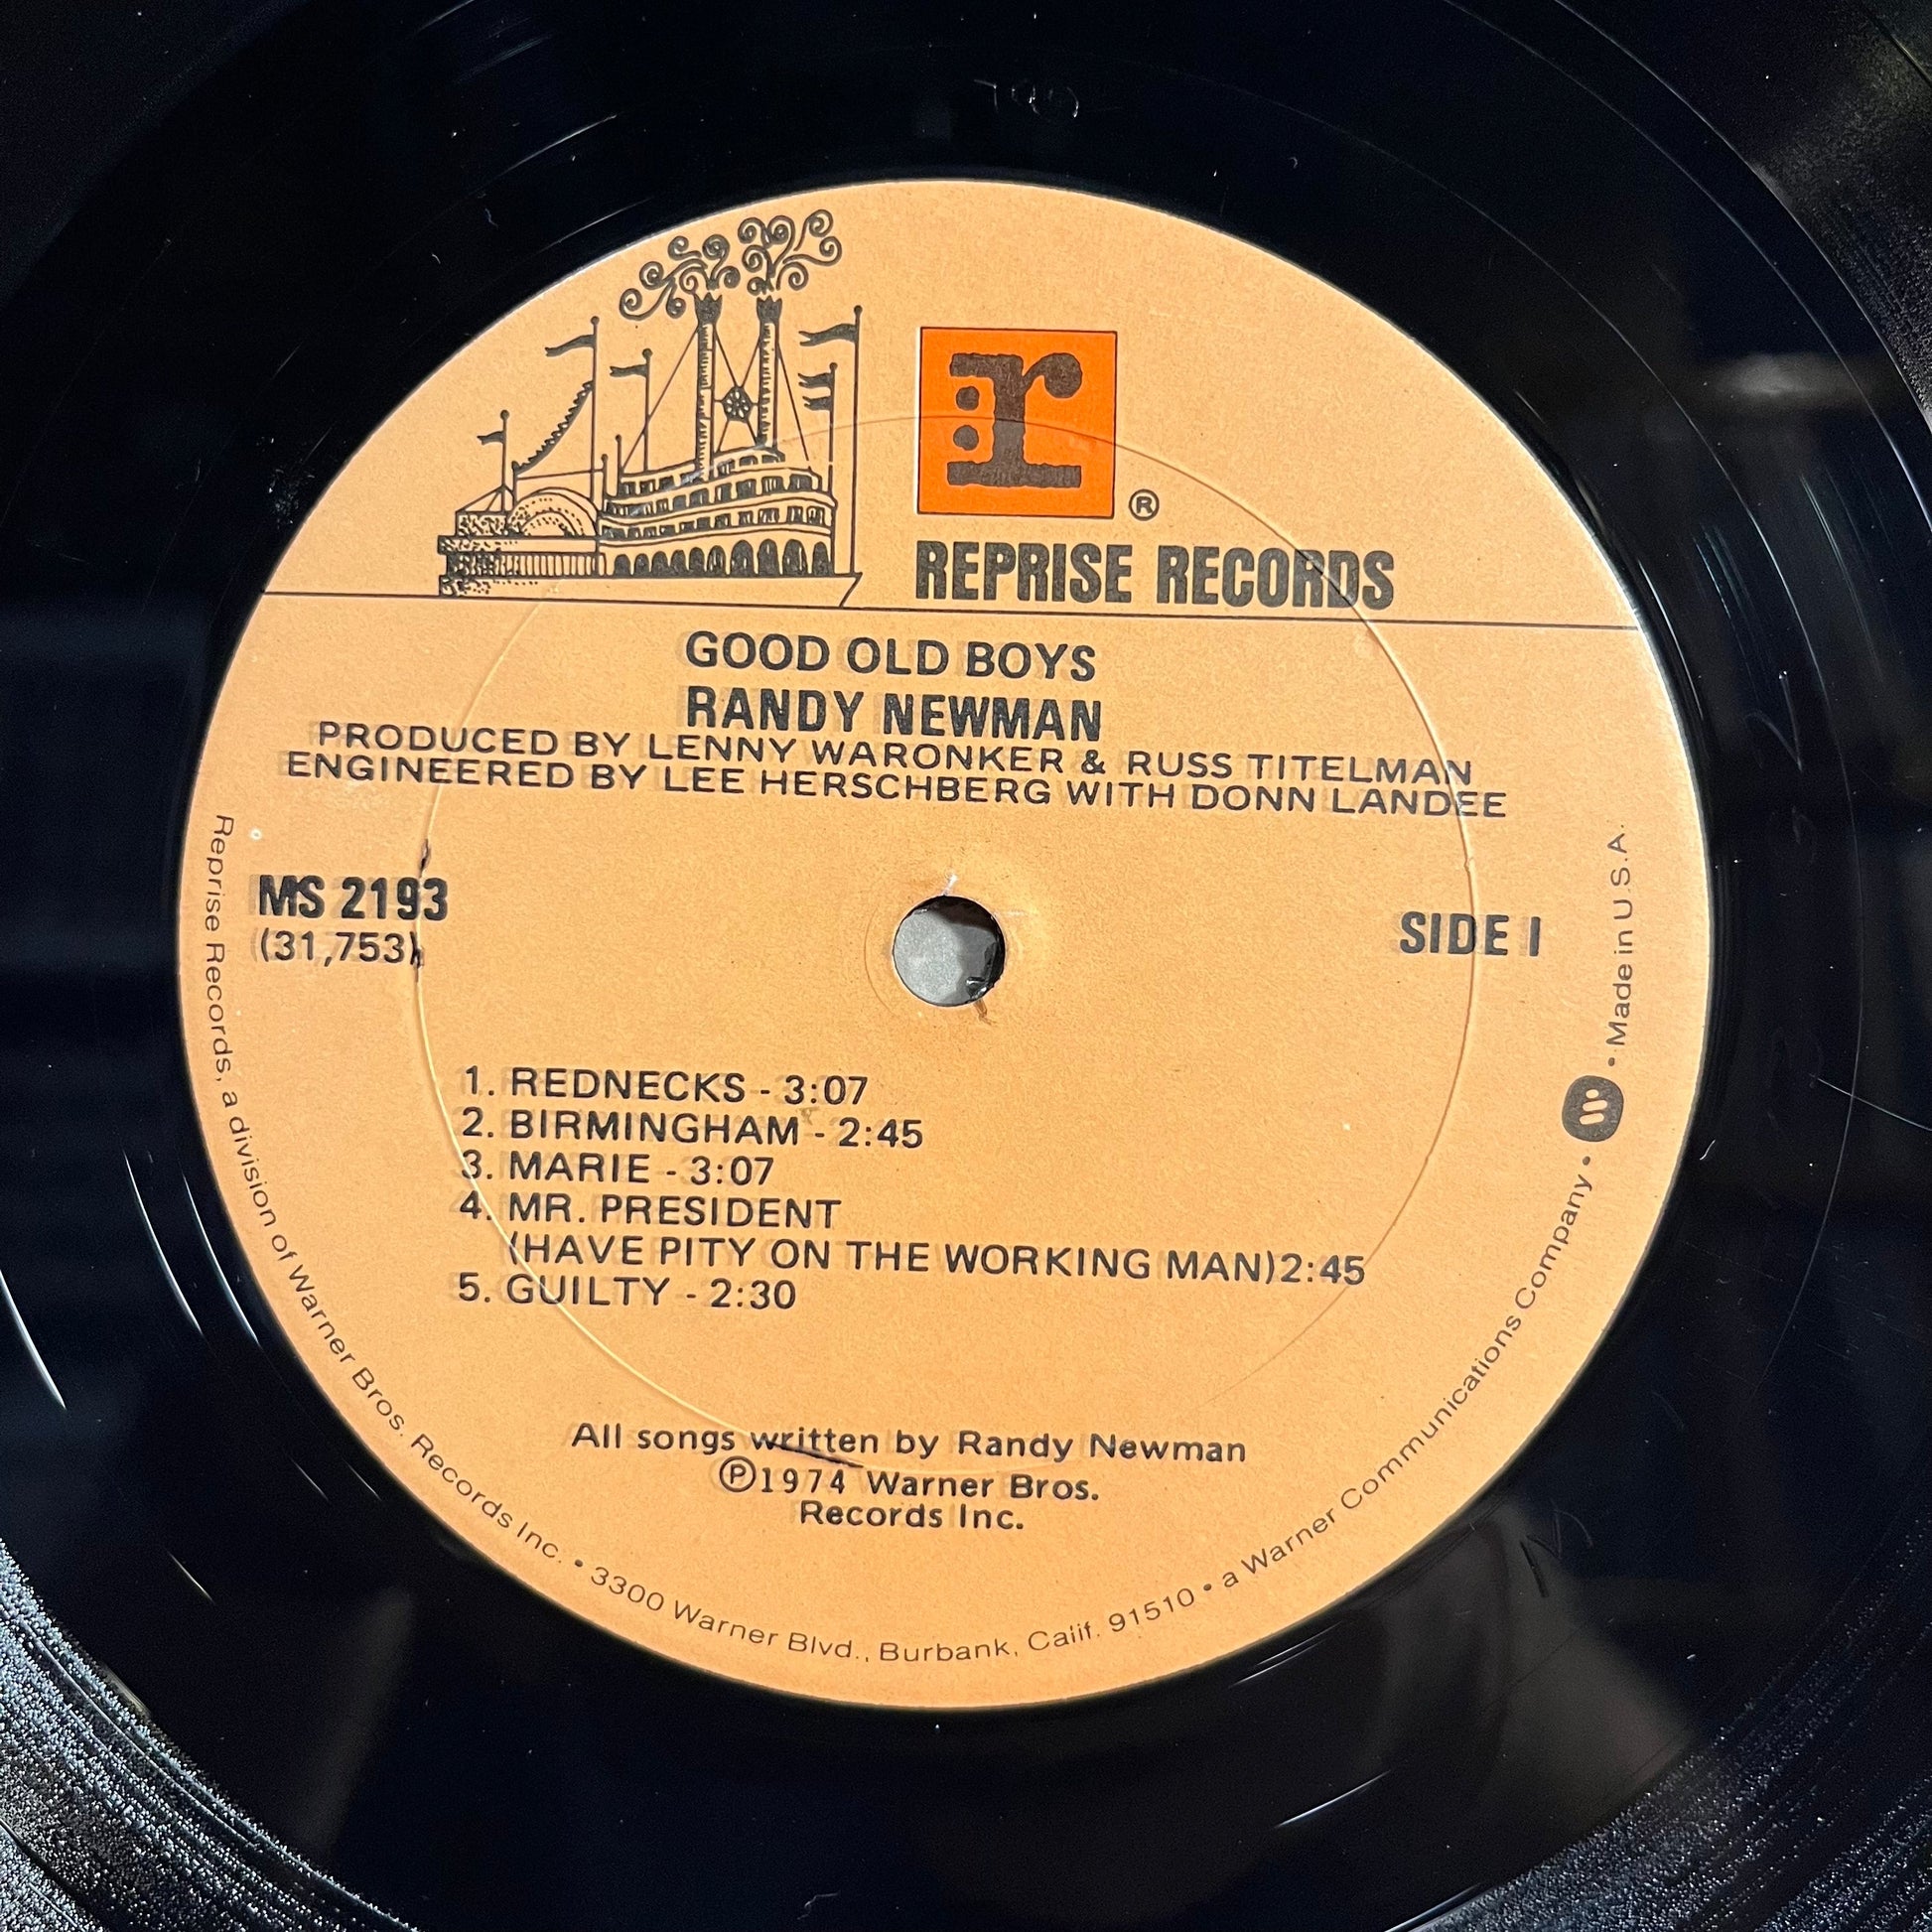 r
®
REPRISE RECORDS
GOOD OLD BOYS
RANDY NEWMAN
PRODUCED BY LENNY WARONKER & RUSS TITELMAN
ENGINEERED BY LEE HERSCHBERG WITH DONN LANDEE
MS 2193
(31,753)
SIDE I
1. REDNECKS - 3:07
2. BIRMINGHAM - 2:45
3. MARIE - 3:07
4. MR. PRESIDENT
(HAVE PITY ON THE WORKING MAN)2:45
5. GUILTY - 2:30
All songs written by Randy Newman
Ⓟ1974 Warner Bros.
Records Inc.
Reprise Records, a division of Warner Bros. Records Inc. • 3300 Warner Blvd., Burbank, Calif. 91510 • a Warner Communications Company • W • Made in U.S.A.